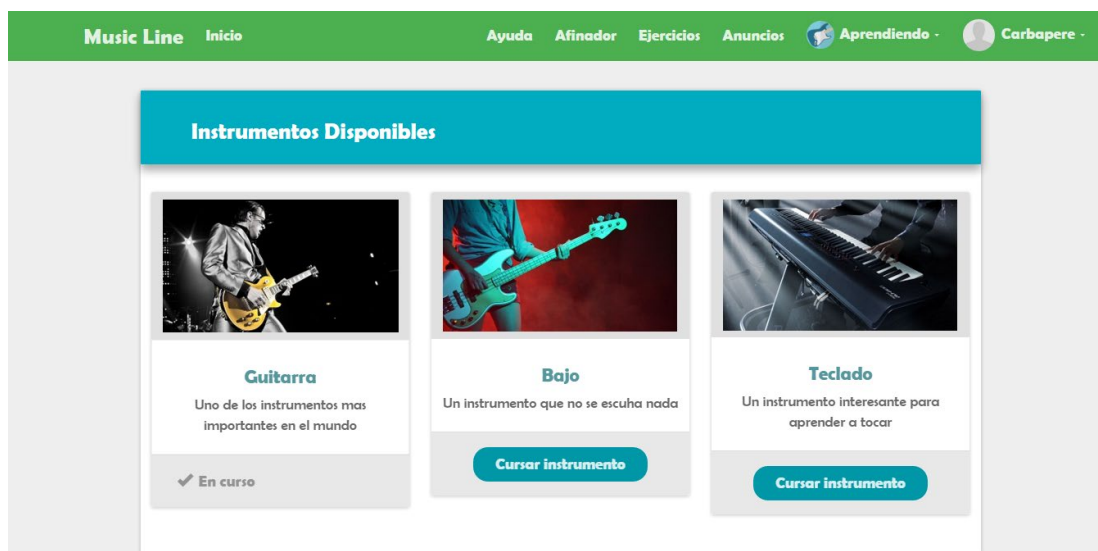 Music Line Inicio Ayuda Afinador Ejercicios Anuncios Aprendiendo Carbapere
Instrumentos Disponibles
Guitarra
Uno de los instrumentos mas
importantes en el mundo
En curso
Bajo
Un instrumento que no se escuha nada
Cursar instrumento
Teclado
Un instrumento interesante para
aprender a tocar
Cursar instrumento